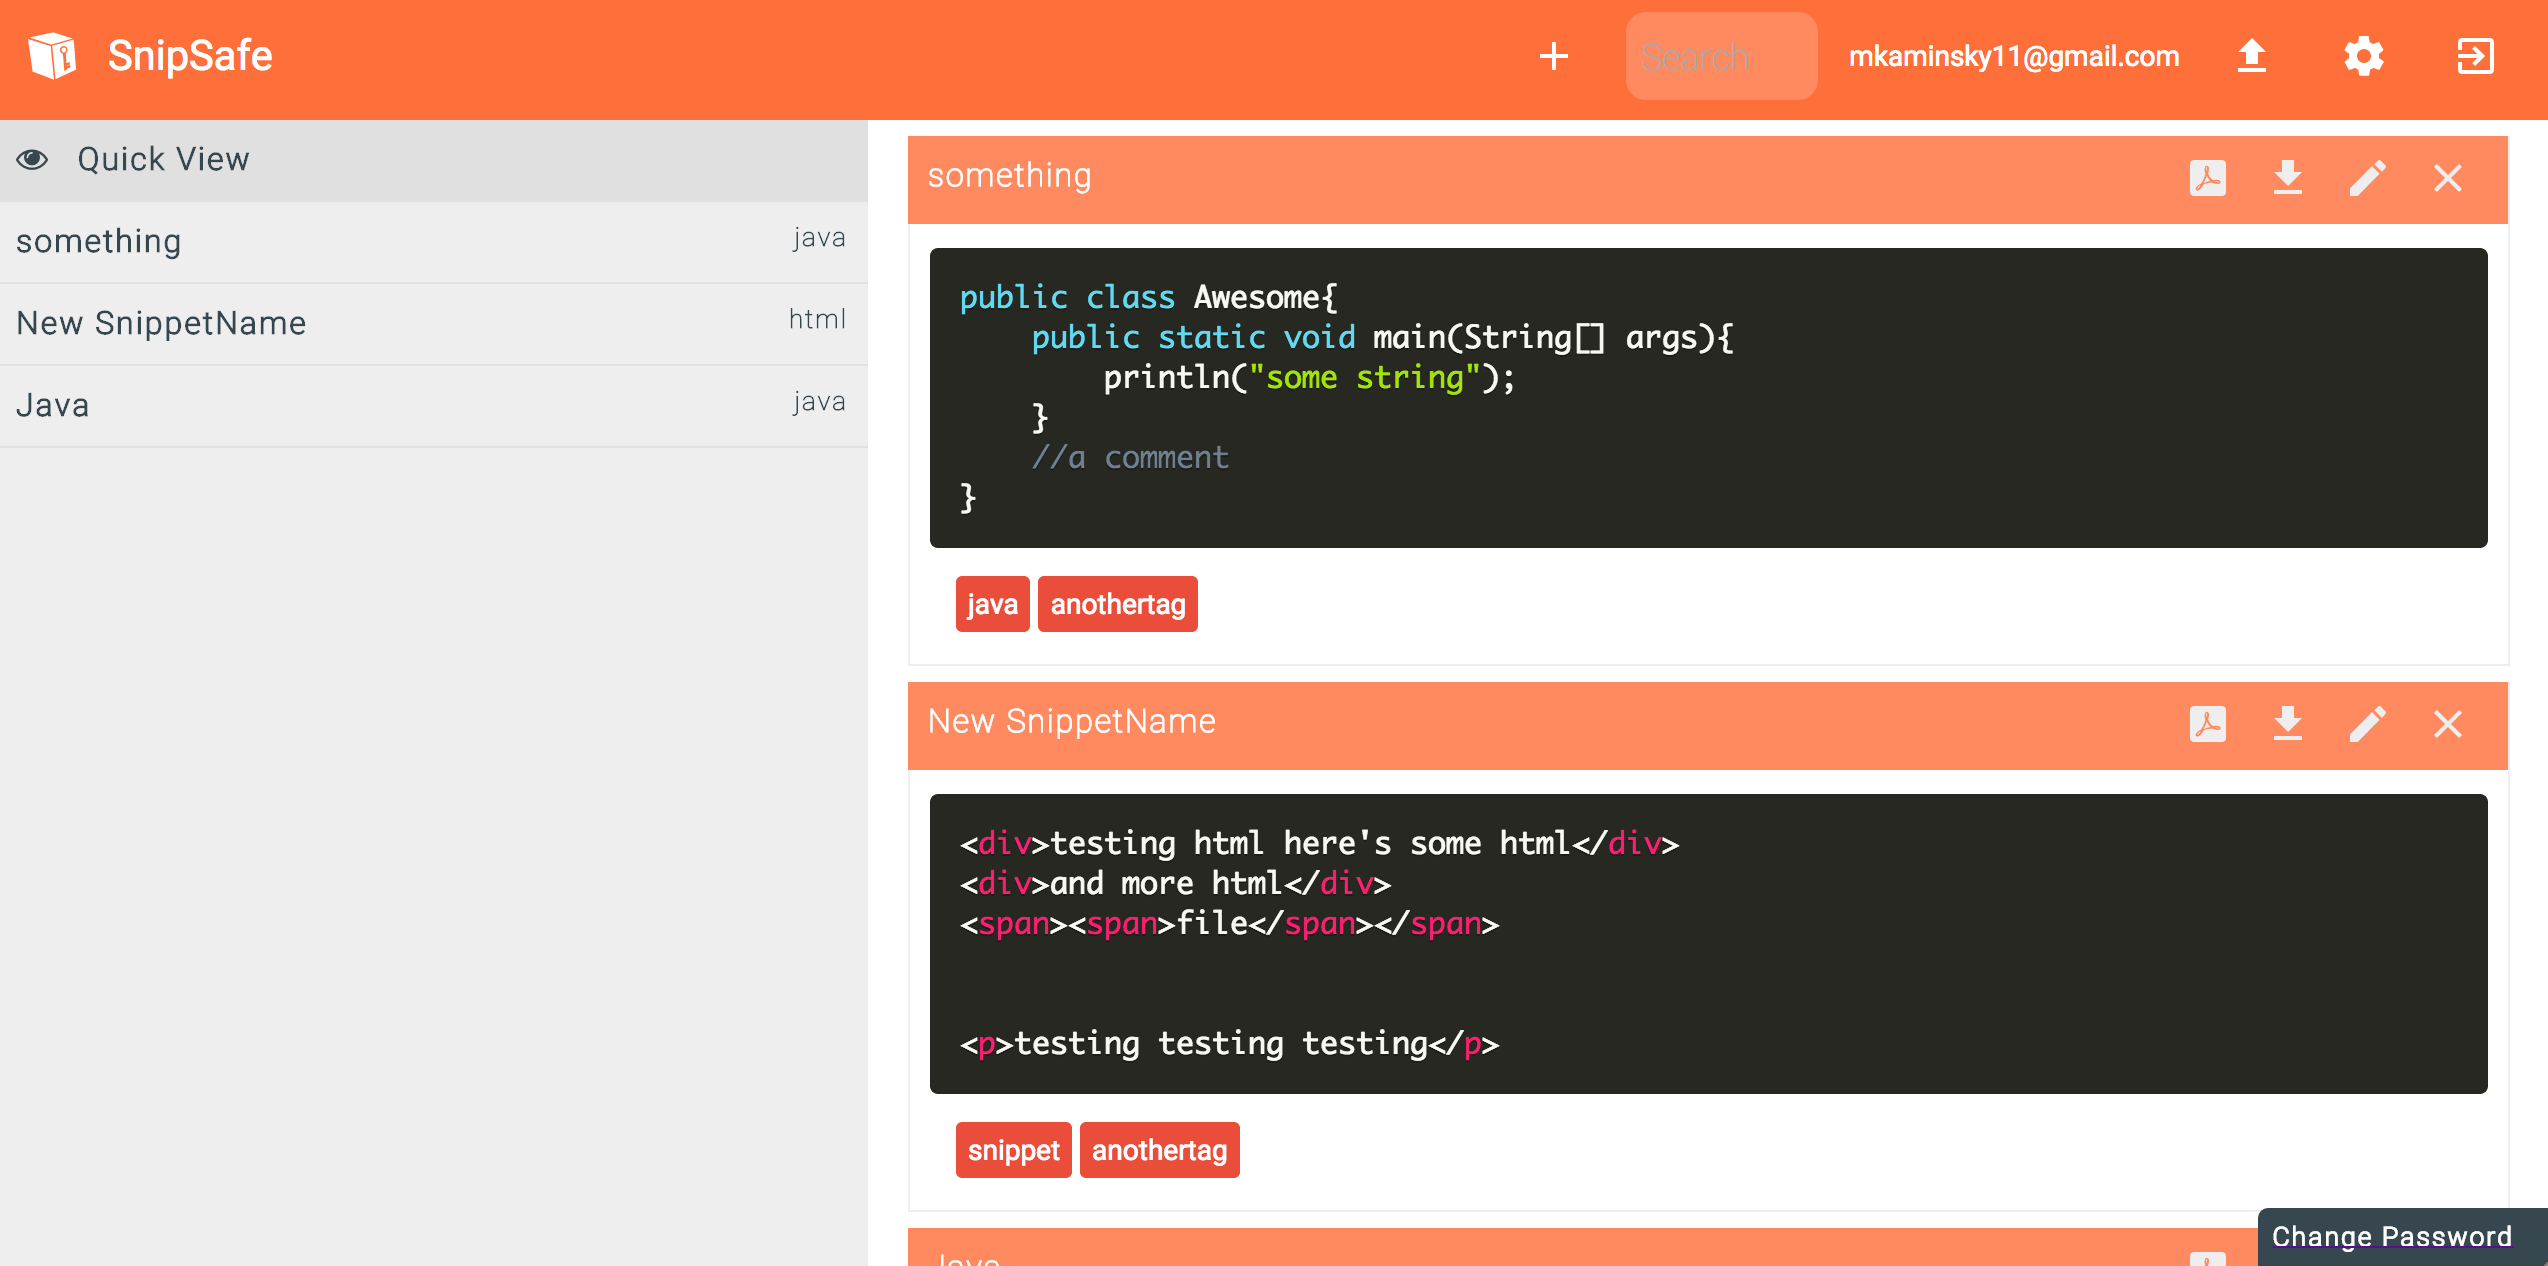 SnipSafe
Search
mkaminsky11@gmail.com
Quick View
something java
New SnippetName html
Java java
something
public class Awesome{
    public static void main(String[] args){
        println("some string");
    }
    //a comment
}
java anothertag
New SnippetName
<div>testing html here's some html</div>
<div>and more html</div>
<span><span>file</span></span>
<p>testing testing testing</p>
snippet anothertag
Java
Change Password